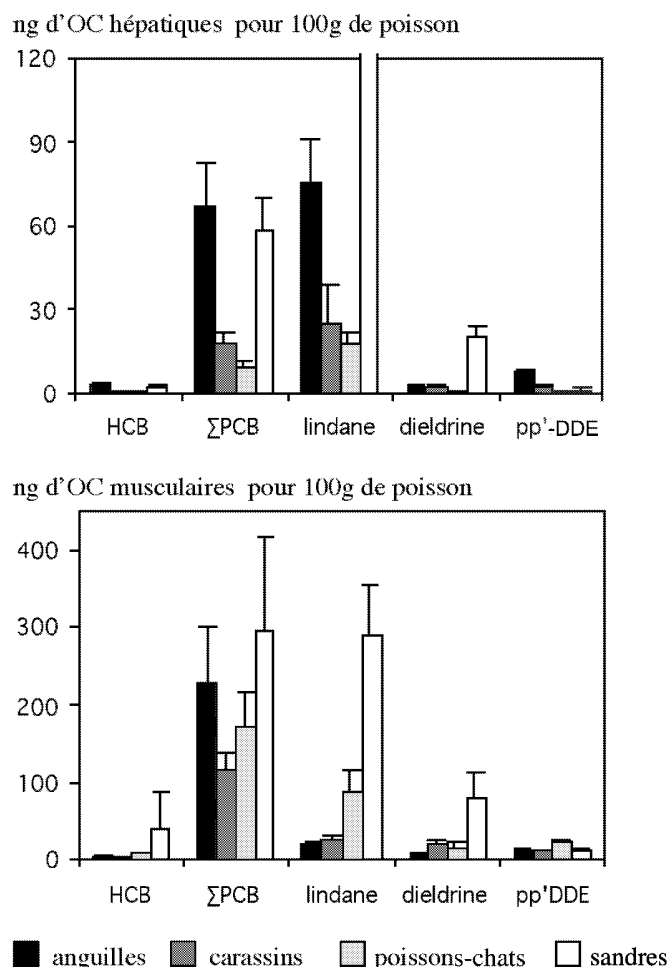 ng d'OC hépatiques pour 100g de poisson
120
90
60
30
0
HCB ∑PCB lindane dieldrine pp'-DDE
ng d'OC musculaires pour 100g de poisson
400
300
200
100
0
HCB ∑PCB lindane dieldrine pp'DDE
anguilles carassins poissons-chats sandres